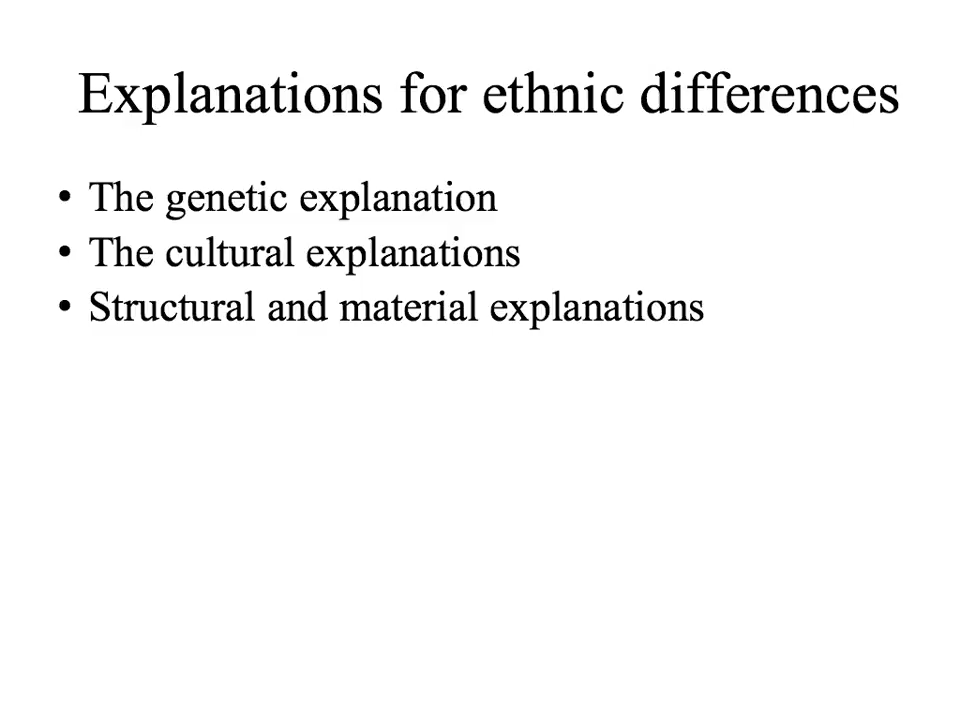 Explanations for ethnic differences
• The genetic explanation
• The cultural explanations
• Structural and material explanations